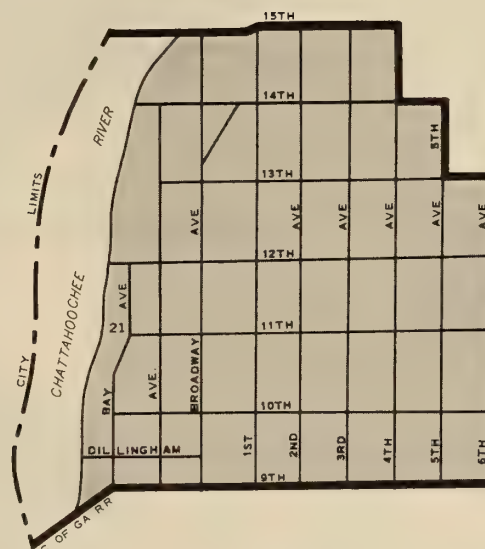 15TH
14TH
RIVER
5TH
13TH
LIMITS
AVE
AVE
AVE
AVE
AVE
AVE
12TH
CHATTAHOOCHEE
AVE
21
11TH
CITY
BAY
AVE.
BROADWAY
10TH
DILLINGHAM
1ST
2ND
3RD
4TH
5TH
6TH
9TH
OF GA RR